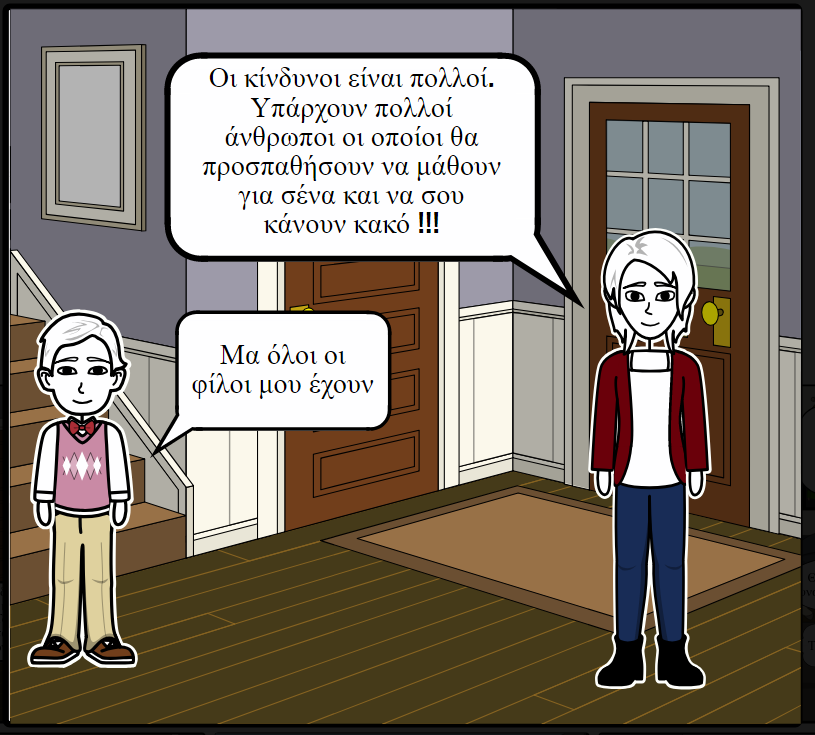 Οι κίνδυνοι είναι πολλοί.
Υπάρχουν πολλοί
άνθρωποι οι οποίοι θα
προσπαθήσουν να μάθουν
για σένα και να σου
κάνουν κακό !!!
Μα όλοι οι
φίλοι μου έχουν